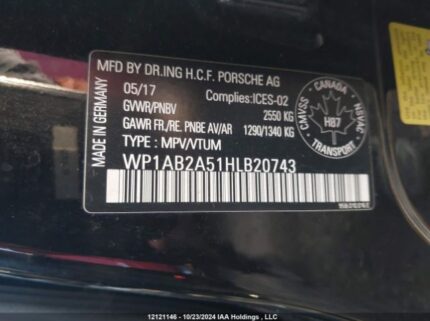 MFD BY DR.ING H.C.F. PORSCHE AG
MADE IN GERMANY
05/17 Complies:ICES-02
GVWR/PNBV 2550 KG
GAWR FR./RE. PNBE AV/AR 1290/1340 KG
TYPE : MPV/VTUM
WP1AB2A51HLB20743
CANADA
CMVSS
NSVAC
H87
TRANSPORT
12121146 - 10/23/2024 IAA Holdings , LLC